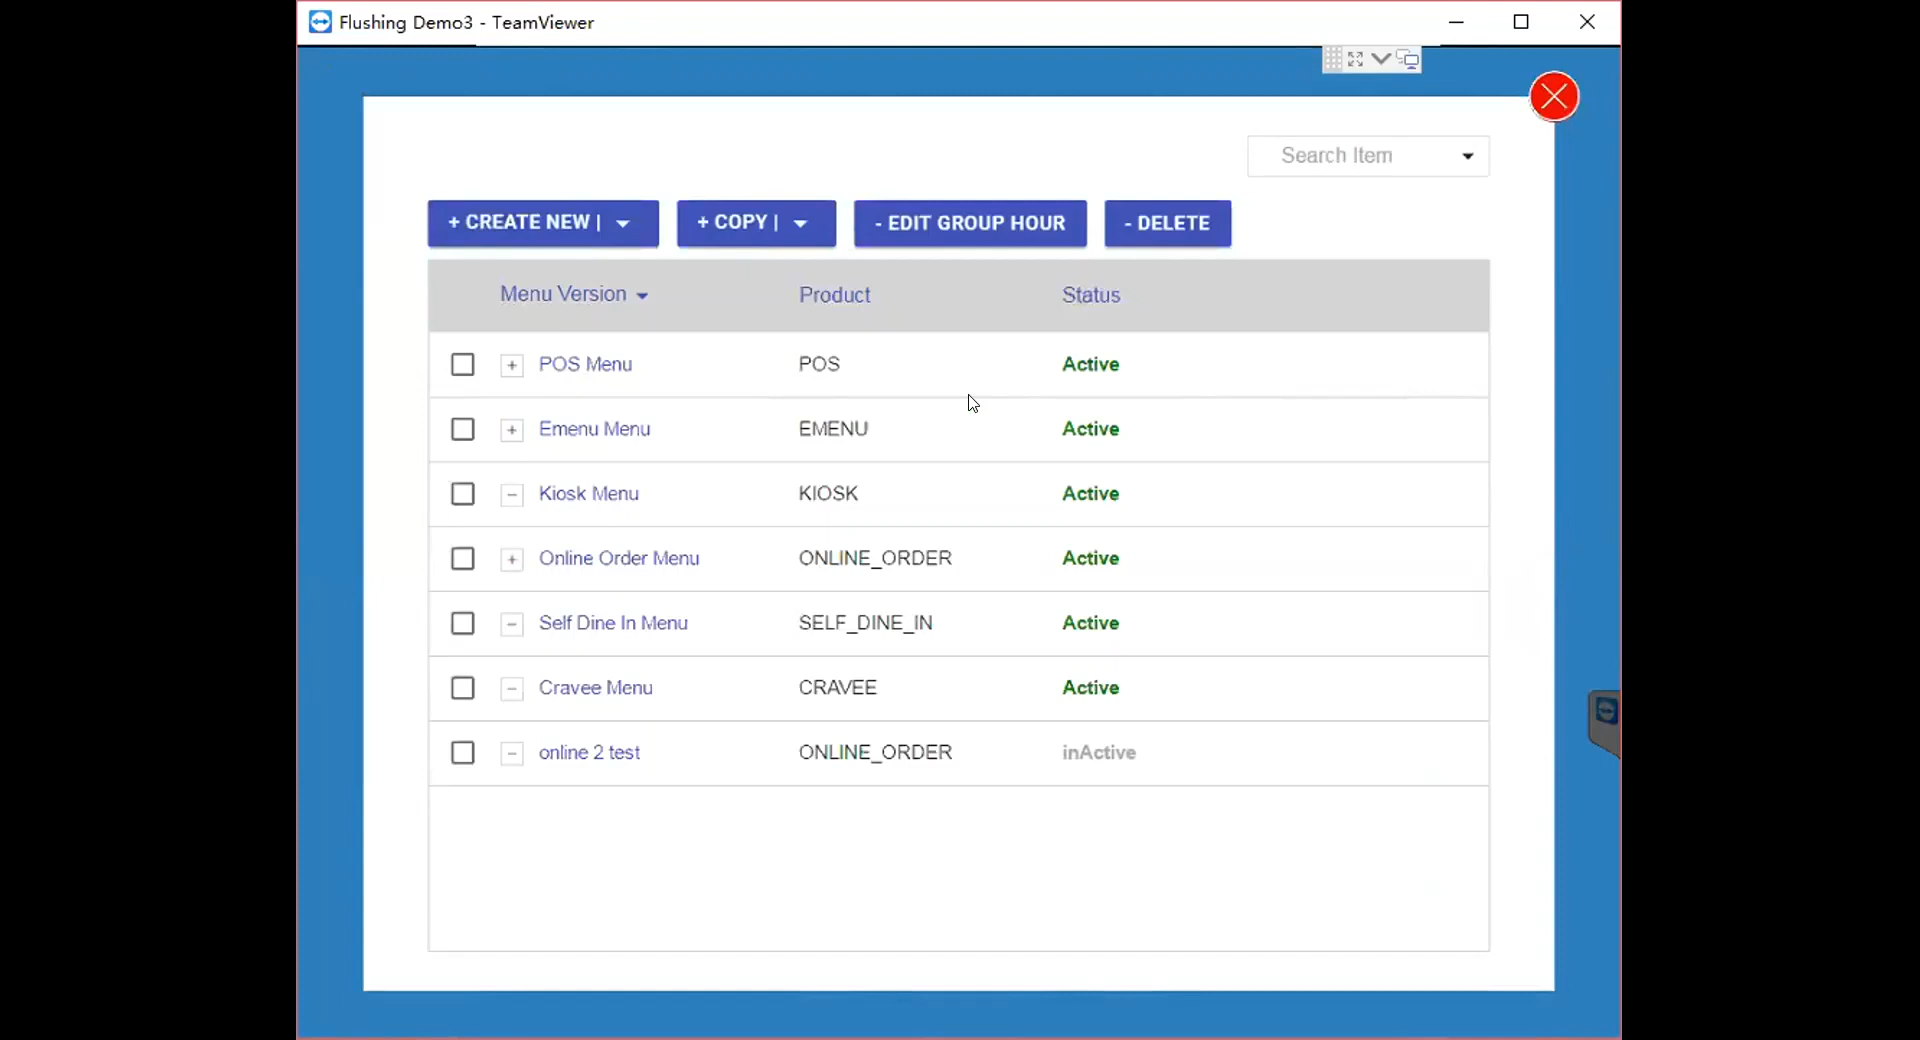 Flushing Demo3 - TeamViewer
Search Item
+ CREATE NEW |
+ COPY |
- EDIT GROUP HOUR
- DELETE
Menu Version Product Status
+ POS Menu POS Active
+ Emenu Menu EMENU Active
- Kiosk Menu KIOSK Active
+ Online Order Menu ONLINE_ORDER Active
- Self Dine In Menu SELF_DINE_IN Active
- Cravee Menu CRAVEE Active
- online 2 test ONLINE_ORDER inActive